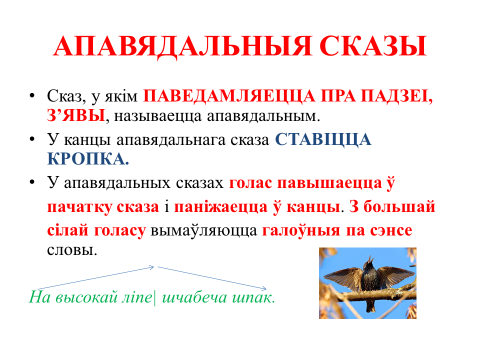 АПАВЯДАЛЬНЫЯ СКАЗЫ
• Сказ, у якім ПАВЕДАМЛЯЕЦЦА ПРА ПАДЗЕІ,
З’ЯВЫ, называецца апавядальным.
• У канцы апавядальнага сказа СТАВІЦЦА
КРОПКА.
• У апавядальных сказах голас павышаецца ў
пачатку сказа і паніжаецца ў канцы. З большай
сілай голасу вымаўляюцца галоўныя па сэнсе
словы.
На высокай ліпе| шчабеча шпак.